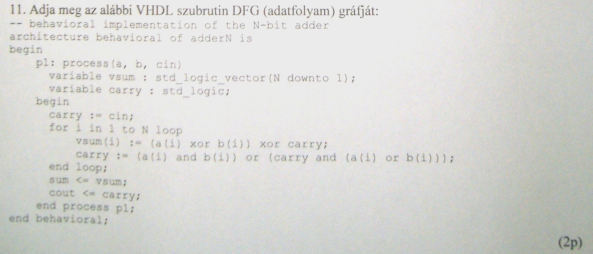 11. Adja meg az alábbi VHDL szubrutin DFG (adatfolyam) gráfját:
-- behavioral implementation of the N-bit adder
architecture behavioral of adderN is
begin
p1: process(a, b, cin)
variable vsum : std_logic_vector(N downto 1);
variable carry : std_logic;
begin
carry := cin;
for i in 1 to N loop
vsum(i) := (a(i) xor b(i)) xor carry;
carry := (a(i) and b(i)) or (carry and (a(i) or b(i)));
end loop;
sum <= vsum;
cout <= carry;
end process p1;
end behavioral;
(2p)